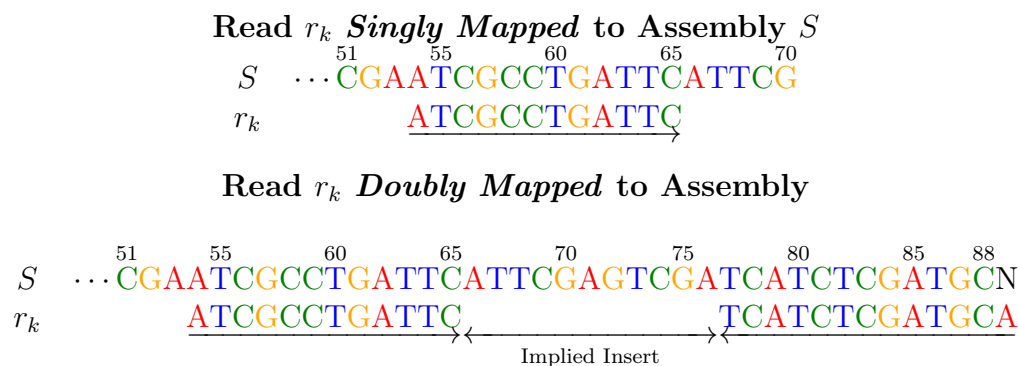 Read r_k Singly Mapped to Assembly S
51 55 60 65 70
S ⋯CGAATCGCCTGATTCATTCG
r_k ATCGCCTGATTC
Read r_k Doubly Mapped to Assembly
51 55 60 65 70 75 80 85 88
S ⋯CGAATCGCCTGATTCATTCGAGTCGATCATCTCGATGCN
r_k ATCGCCTGATTC TCATCTCGATGCA
Implied Insert